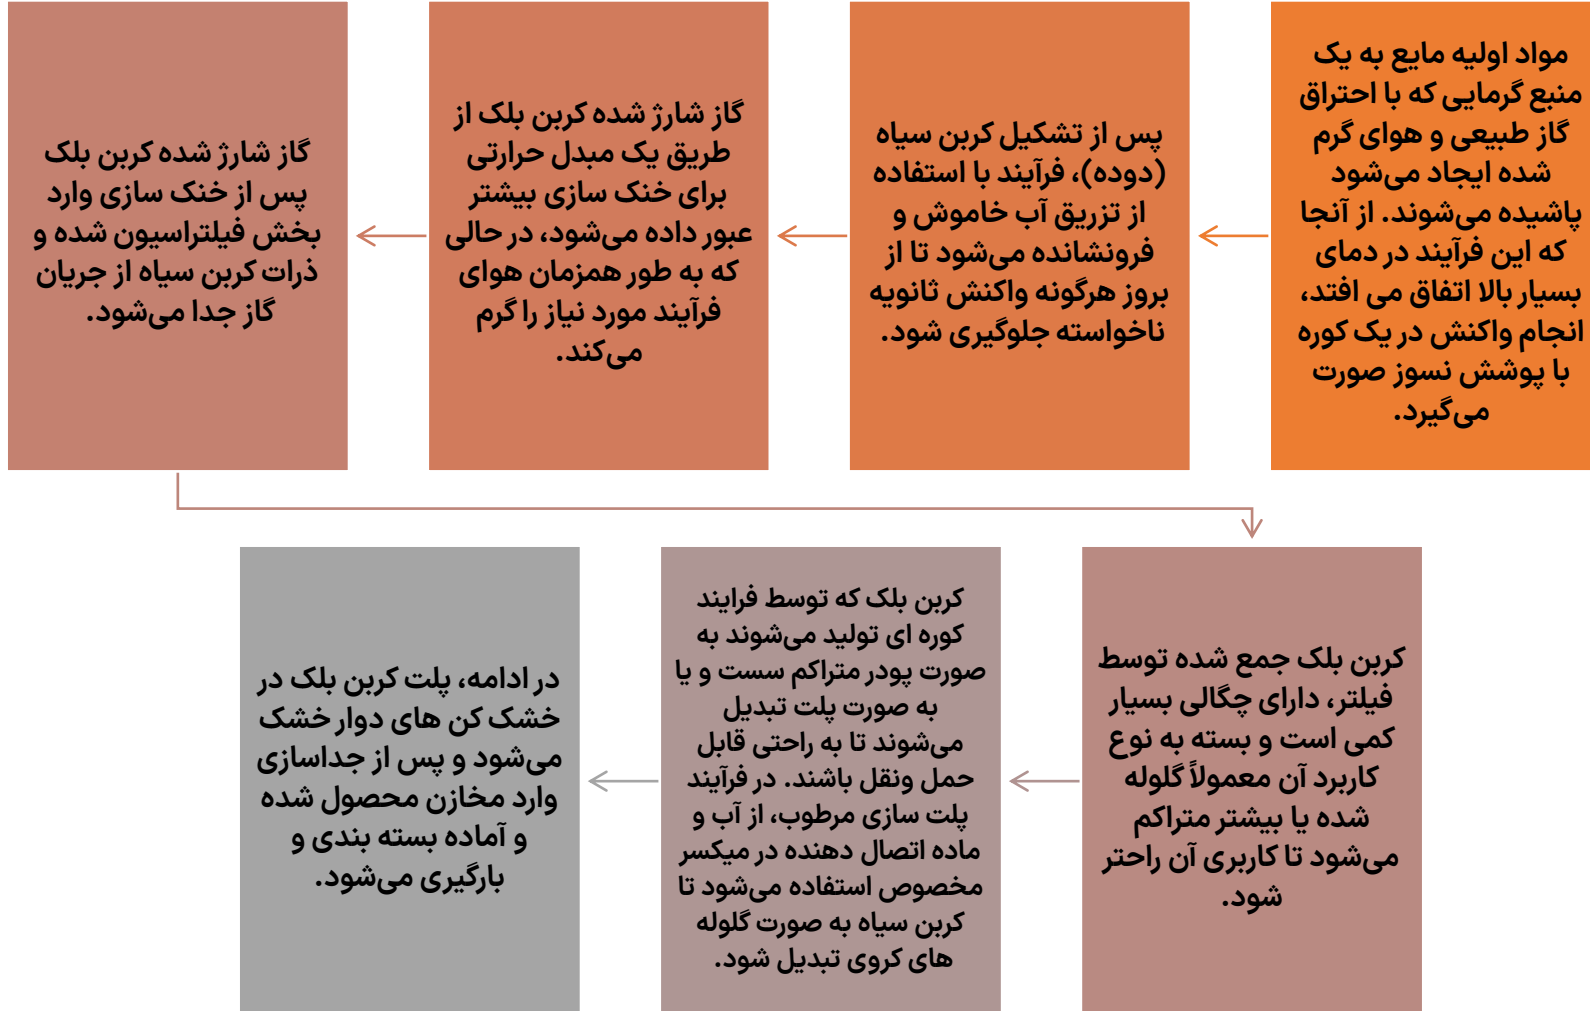 مواد اولیه مایع به یک
منبع گرمایی که با احتراق
گاز طبیعی و هوای گرم
شده ایجاد می‌شود
پاشیده می‌شوند. از آنجا
که این فرآیند در دمای
بسیار بالا اتفاق می افتد،
انجام واکنش در یک کوره
با پوشش نسوز صورت
می‌گیرد.
پس از تشکیل کربن سیاه
(دوده)، فرآیند با استفاده
از تزریق آب خاموش و
فرونشانده می‌شود تا از
بروز هرگونه واکنش ثانویه
ناخواسته جلوگیری شود.
گاز شارژ شده کربن بلک از
طریق یک مبدل حرارتی
برای خنک سازی بیشتر
عبور داده می‌شود، در حالی
که به طور همزمان هوای
فرآیند مورد نیاز را گرم
می‌کند.
گاز شارژ شده کربن بلک
پس از خنک سازی وارد
بخش فیلتراسیون شده و
ذرات کربن سیاه از جریان
گاز جدا می‌شود.
کربن بلک جمع شده توسط
فیلتر، دارای چگالی بسیار
کمی است و بسته به نوع
کاربرد آن معمولاً گلوله
شده یا بیشتر متراکم
می‌شود تا کاربری آن راحتر
شود.
کربن بلک که توسط فرایند
کوره ای تولید می‌شوند به
صورت پودر متراکم سست و یا
به صورت پلت تبدیل
می‌شوند تا به راحتی قابل
حمل ونقل باشند. در فرآیند
پلت سازی مرطوب، از آب و
ماده اتصال دهنده در میکسر
مخصوص استفاده می‌شود تا
کربن سیاه به صورت گلوله
های کروی تبدیل شود.
در ادامه، پلت کربن بلک در
خشک کن های دوار خشک
می‌شود و پس از جداسازی
وارد مخازن محصول شده
و آماده بسته بندی و
بارگیری می‌شود.